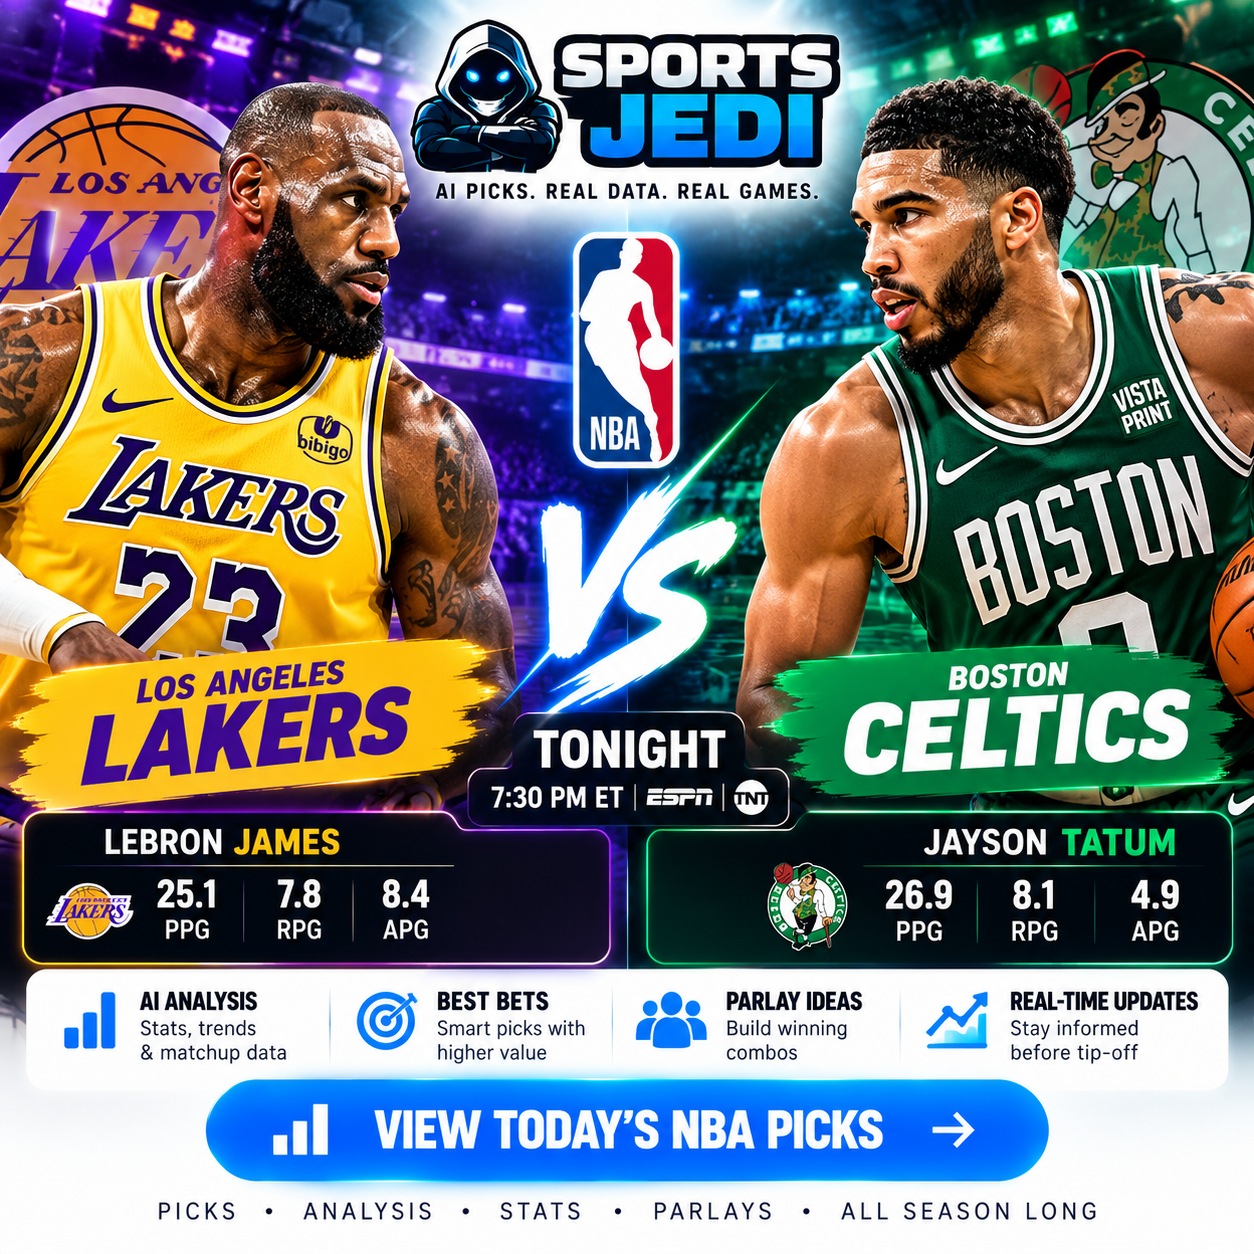 SPORTS
JEDI
AI PICKS. REAL DATA. REAL GAMES.
LOS ANG
LAKE
CE
NBA
bibigo
LAKERS
23
VISTA
PRINT
BOSTON
VS
LOS ANGELES
LAKERS
BOSTON
CELTICS
TONIGHT
7:30 PM ET | ESPN | TNT
LEBRON JAMES
LAKERS
25.1 7.8 8.4
PPG RPG APG
JAYSON TATUM
26.9 8.1 4.9
PPG RPG APG
AI ANALYSIS
Stats, trends
& matchup data
BEST BETS
Smart picks with
higher value
PARLAY IDEAS
Build winning
combos
REAL-TIME UPDATES
Stay informed
before tip-off
VIEW TODAY'S NBA PICKS →
PICKS • ANALYSIS • STATS • PARLAYS • ALL SEASON LONG